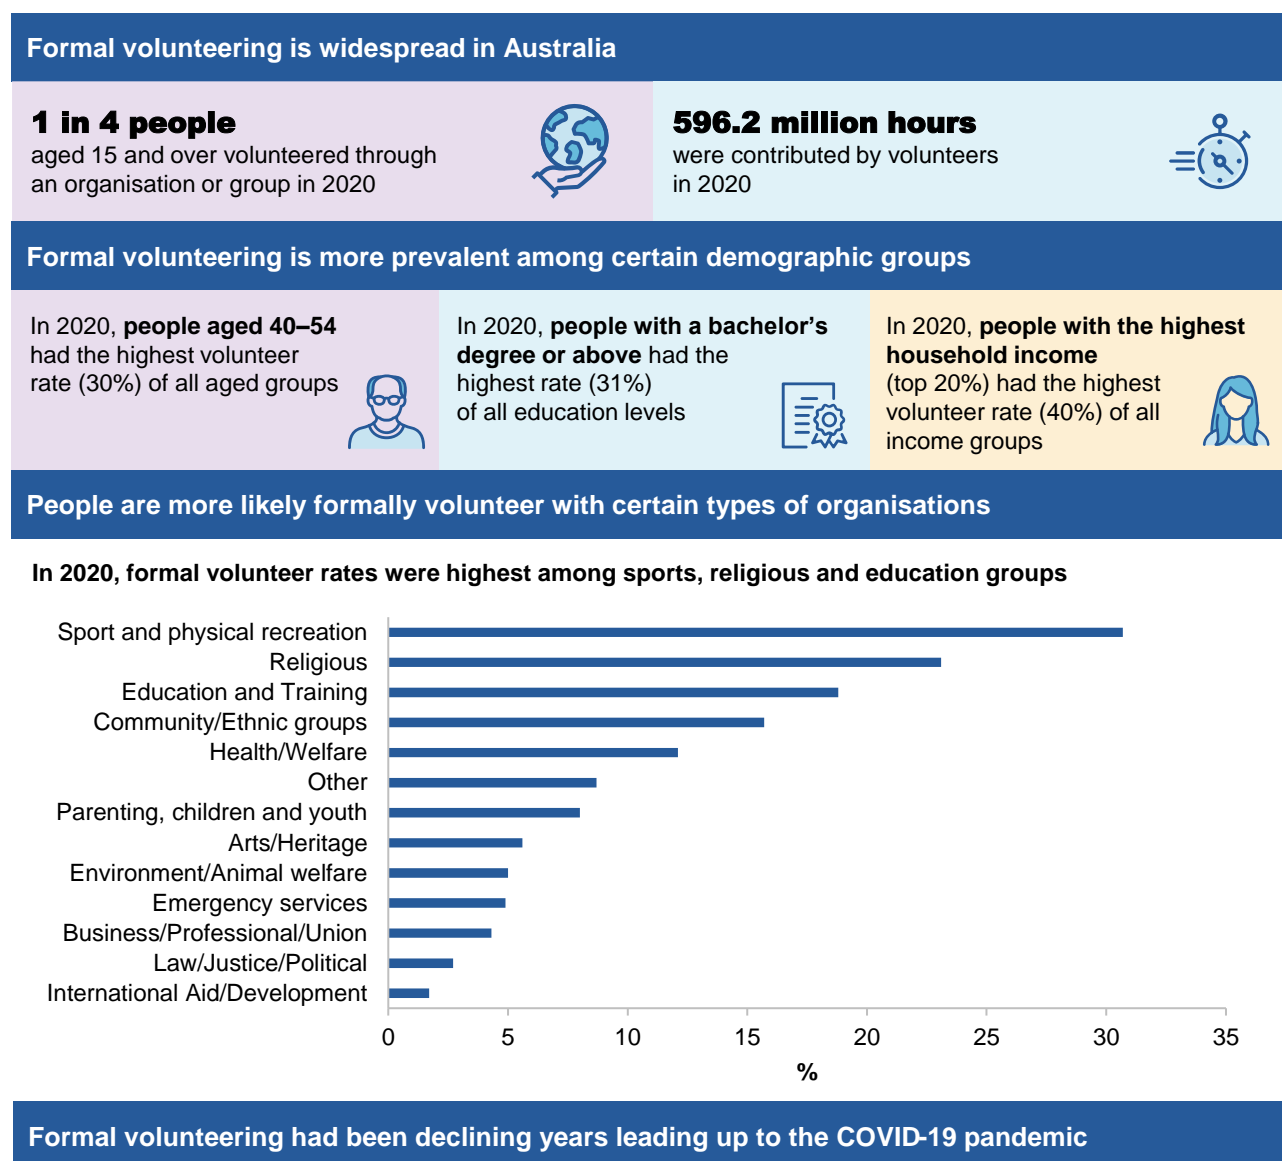 Formal volunteering is widespread in Australia
1 in 4 people
aged 15 and over volunteered through
an organisation or group in 2020
596.2 million hours
were contributed by volunteers
in 2020
Formal volunteering is more prevalent among certain demographic groups
In 2020, people aged 40–54
had the highest volunteer
rate (30%) of all aged groups
In 2020, people with a bachelor’s
degree or above had the
highest rate (31%)
of all education levels
In 2020, people with the highest
household income
(top 20%) had the highest
volunteer rate (40%) of all
income groups
People are more likely formally volunteer with certain types of organisations
In 2020, formal volunteer rates were highest among sports, religious and education groups
Sport and physical recreation
Religious
Education and Training
Community/Ethnic groups
Health/Welfare
Other
Parenting, children and youth
Arts/Heritage
Environment/Animal welfare
Emergency services
Business/Professional/Union
Law/Justice/Political
International Aid/Development
0 5 10 15 20 25 30 35
%
Formal volunteering had been declining years leading up to the COVID-19 pandemic